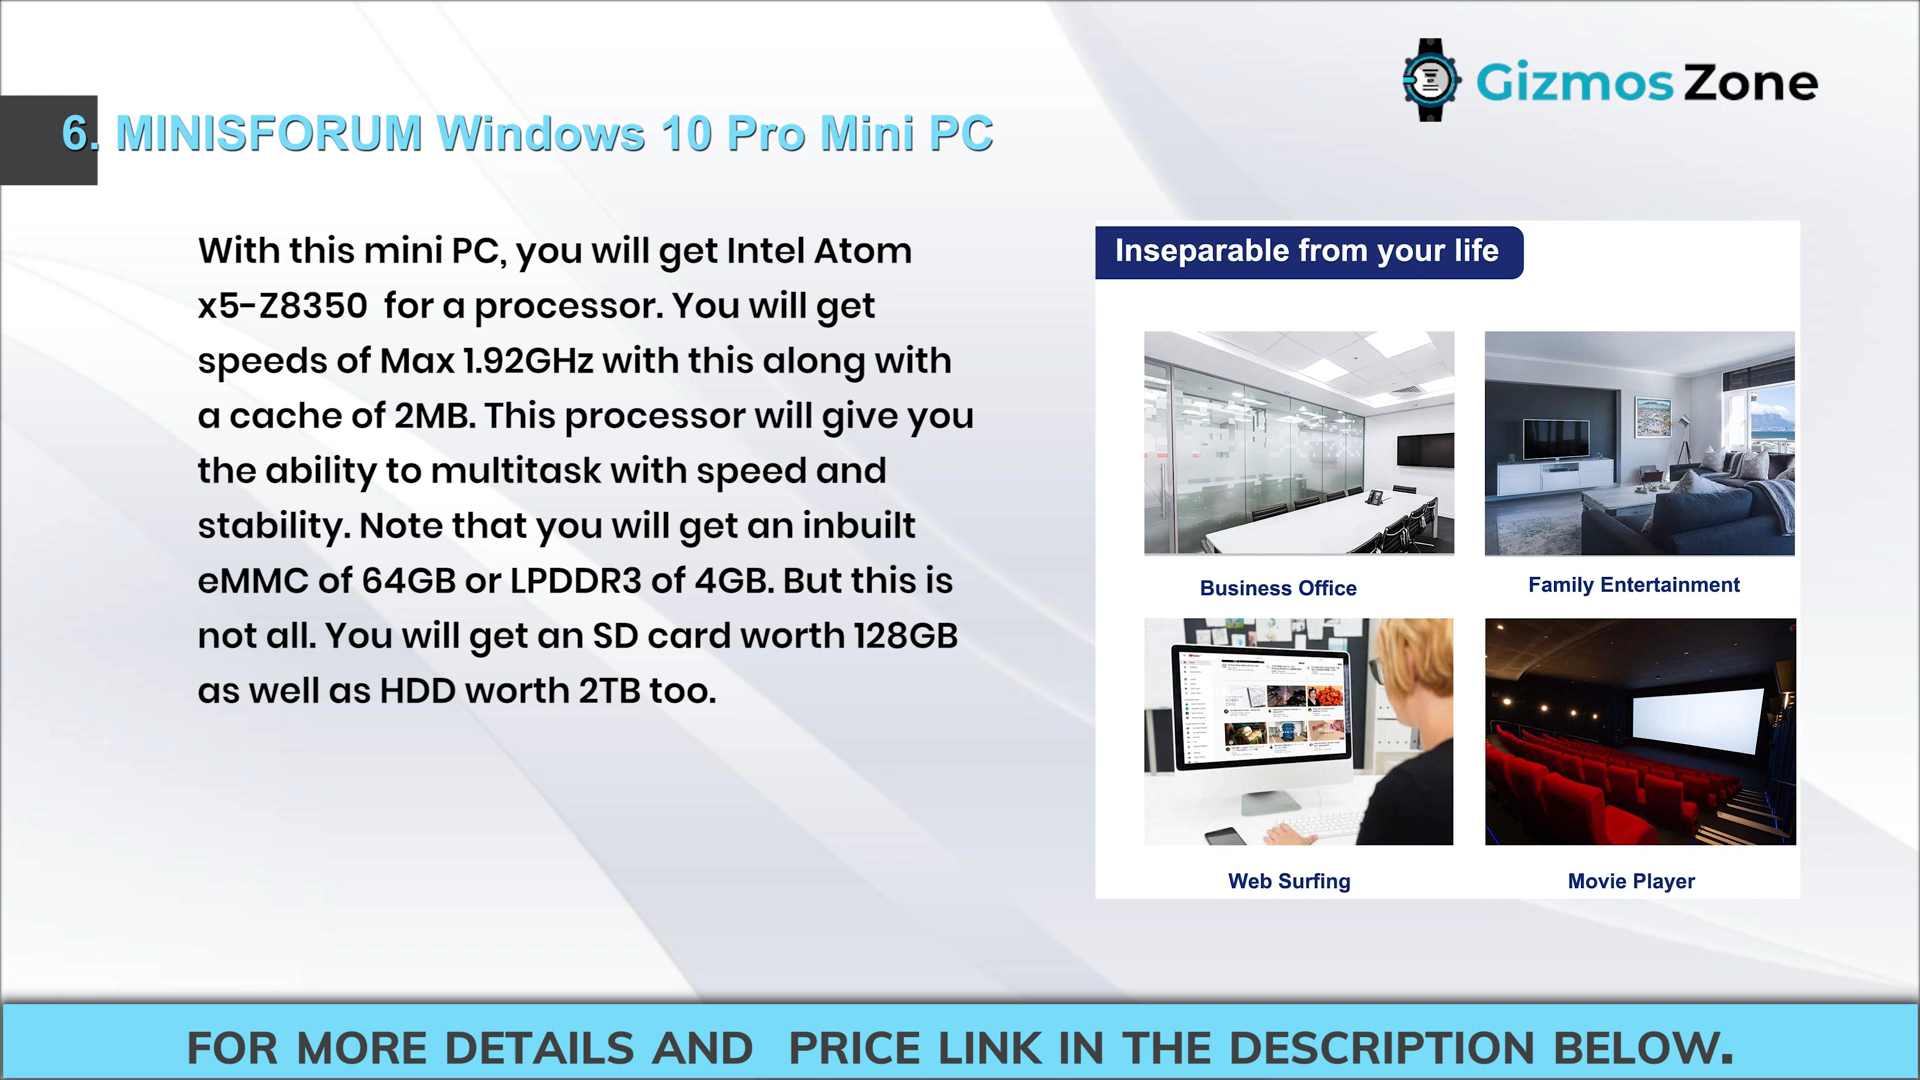 Gizmos Zone
6. MINISFORUM Windows 10 Pro Mini PC
With this mini PC, you will get Intel Atom
x5-Z8350 for a processor. You will get
speeds of Max 1.92GHz with this along with
a cache of 2MB. This processor will give you
the ability to multitask with speed and
stability. Note that you will get an inbuilt
eMMC of 64GB or LPDDR3 of 4GB. But this is
not all. You will get an SD card worth 128GB
as well as HDD worth 2TB too.
Inseparable from your life
Business Office
Family Entertainment
Web Surfing
Movie Player
FOR MORE DETAILS AND PRICE LINK IN THE DESCRIPTION BELOW.